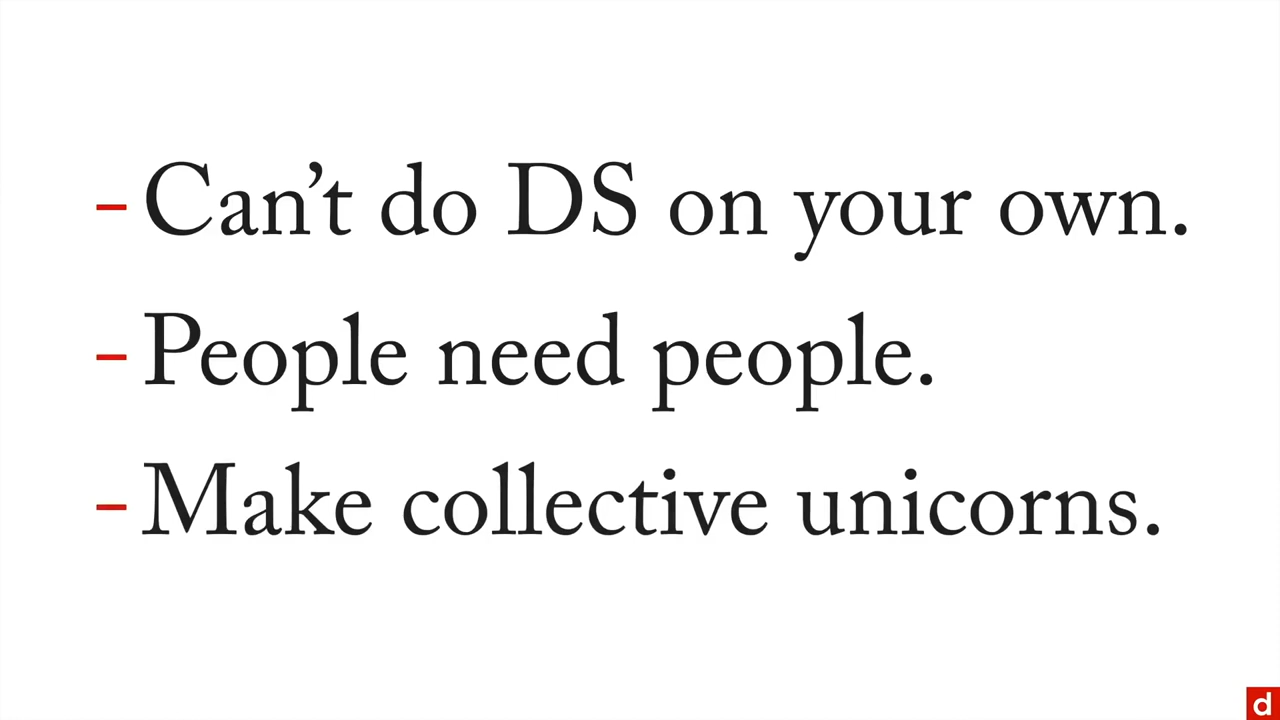 - Can’t do DS on your own.
- People need people.
- Make collective unicorns.
d